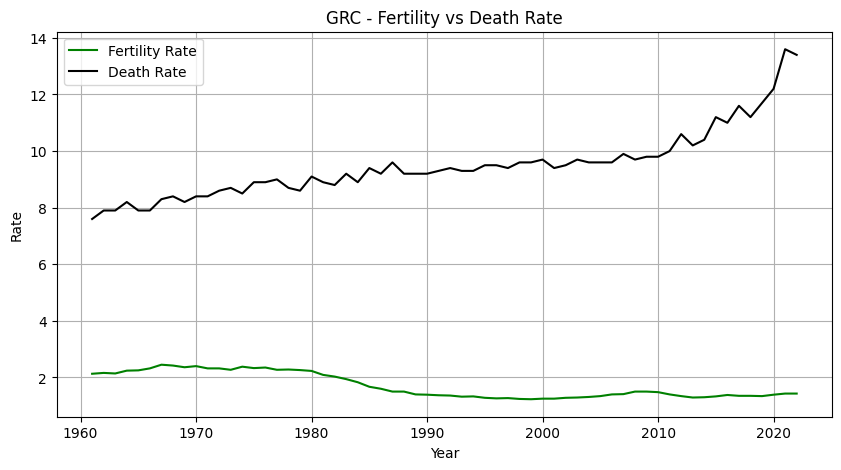 GRC - Fertility vs Death Rate
Fertility Rate
Death Rate
14
12
10
8
6
4
2
Rate
1960 1970 1980 1990 2000 2010 2020
Year